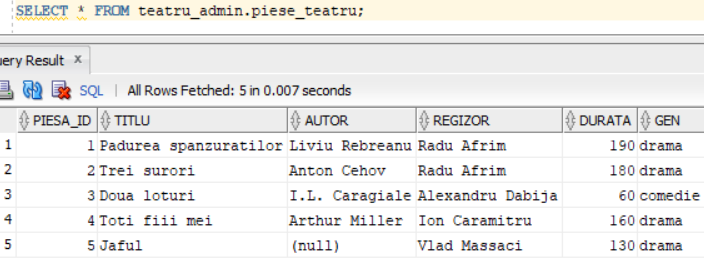 SELECT * FROM teatru_admin.piese_teatru;
uery Result x
SQL | All Rows Fetched: 5 in 0.007 seconds
PIESA_ID TITLU AUTOR REGIZOR DURATA GEN
1 1 Padurea spanzuratilor Liviu Rebreanu Radu Afrim 190 drama
2 2 Trei surori Anton Cehov Radu Afrim 180 drama
3 3 Doua loturi I.L. Caragiale Alexandru Dabija 60 comedie
4 4 Toti fiii mei Arthur Miller Ion Caramitru 160 drama
5 5 Jaful (null) Vlad Massaci 130 drama